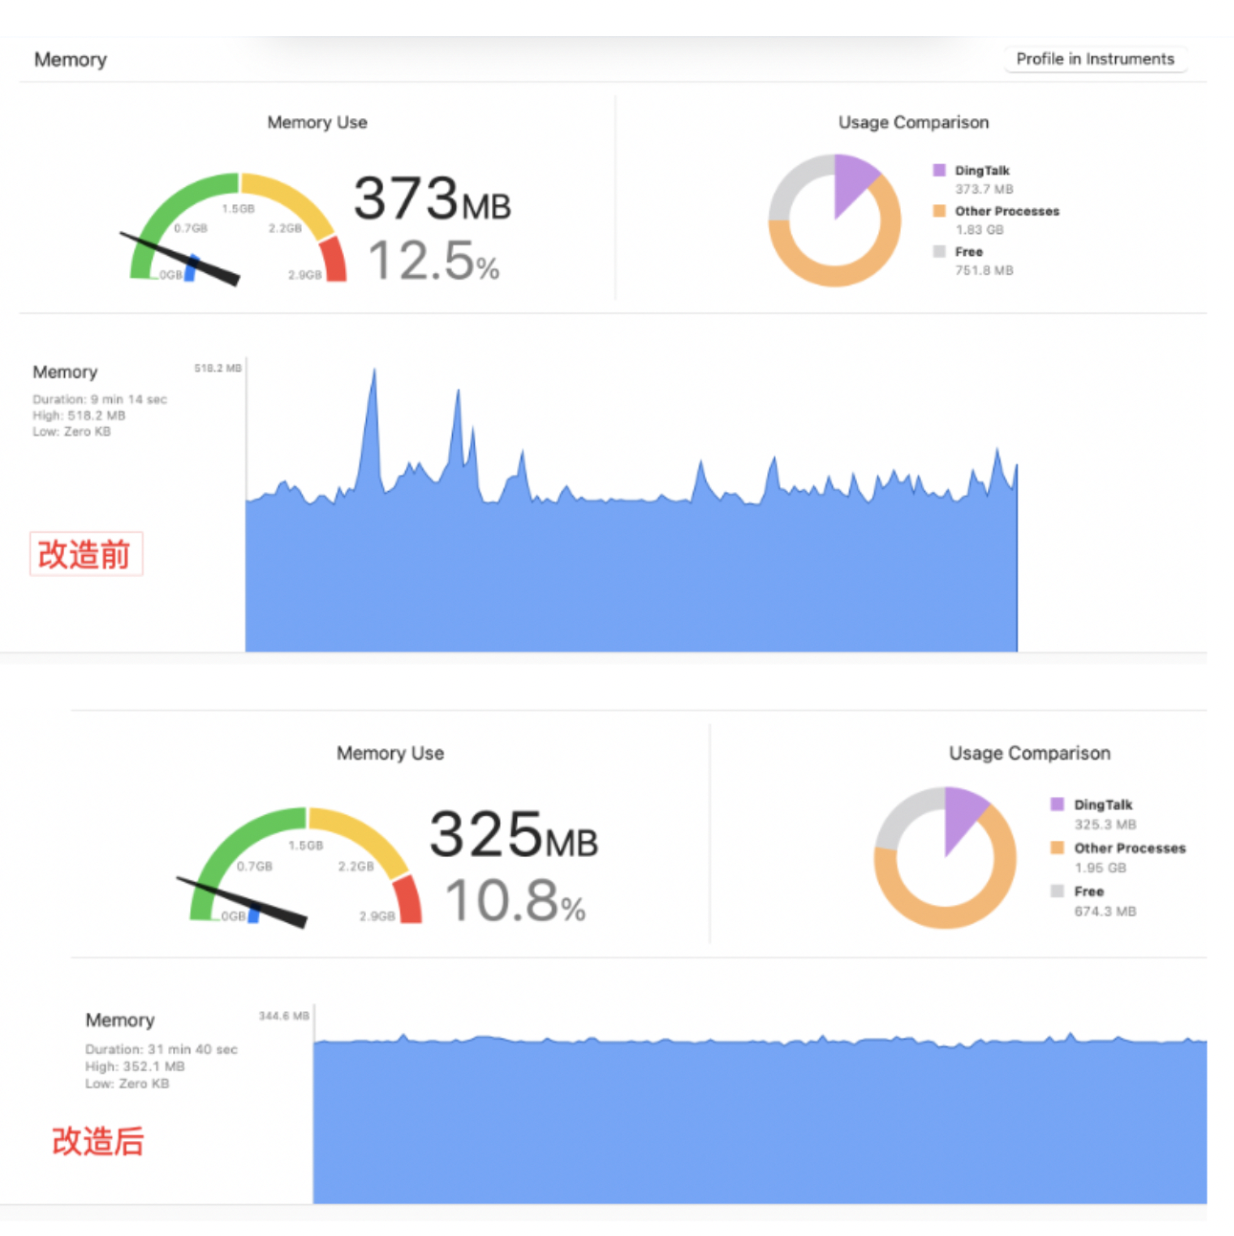 Memory
Profile in Instruments
Memory Use
Usage Comparison
373MB
12.5%
0GB
0.7GB
1.5GB
2.2GB
2.9GB
DingTalk
373.7 MB
Other Processes
1.83 GB
Free
751.8 MB
Memory
Duration: 9 min 14 sec
High: 518.2 MB
Low: Zero KB
518.2 MB
改造前
Memory Use
Usage Comparison
325MB
10.8%
0GB
0.7GB
1.5GB
2.2GB
2.9GB
DingTalk
325.3 MB
Other Processes
1.95 GB
Free
674.3 MB
Memory
Duration: 31 min 40 sec
High: 352.1 MB
Low: Zero KB
344.6 MB
改造后